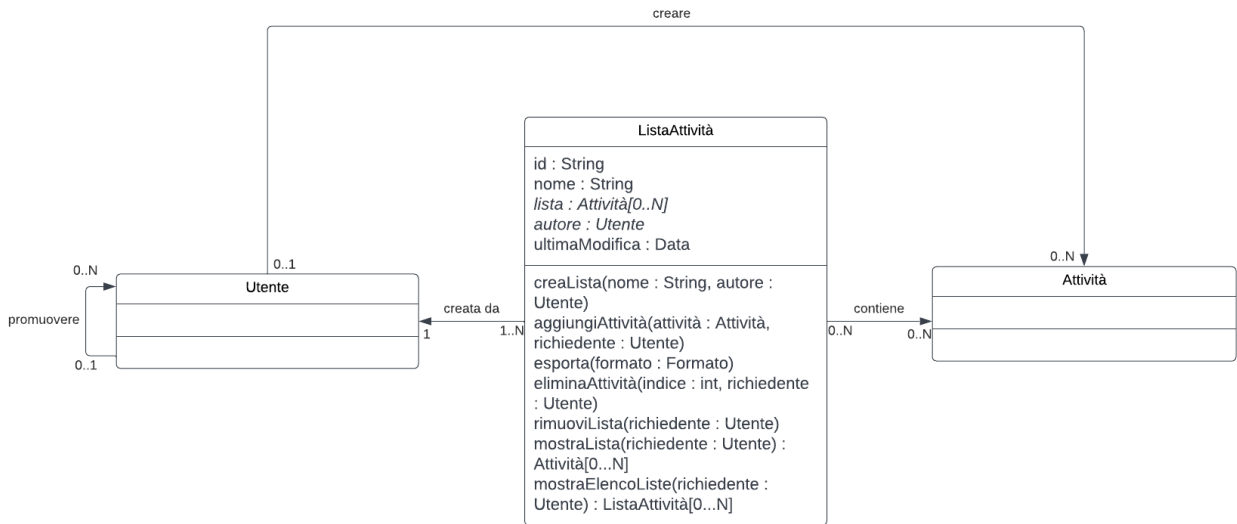 creare
ListaAttività
id : String
nome : String
lista : Attività[0..N]
autore : Utente
ultimaModifica : Data
creaLista(nome : String, autore :
Utente)
aggiungiAttività(attività : Attività,
richiedente : Utente)
esporta(formato : Formato)
eliminaAttività(indice : int, richiedente
: Utente)
rimuoviLista(richiedente : Utente)
mostraLista(richiedente : Utente) :
Attività[0...N]
mostraElencoListe(richiedente :
Utente) : ListaAttività[0...N]
0..N
0..1
Utente
promuovere
0..1
creata da
1
1..N
contiene
0..N
0..N
0..N
Attività